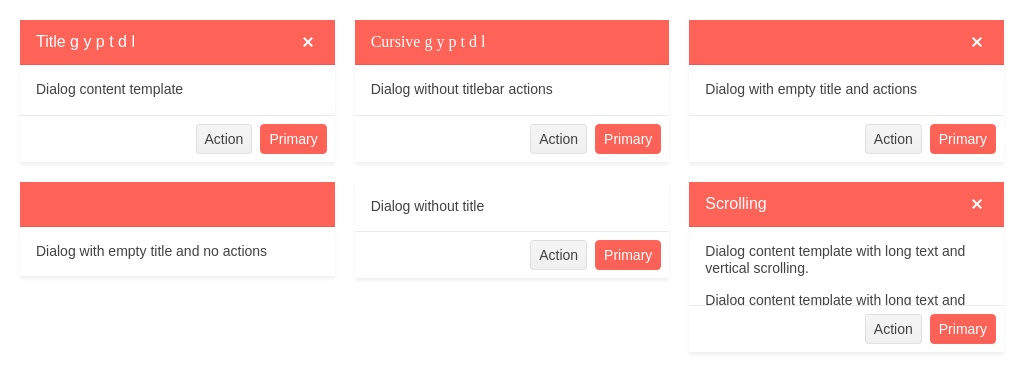 Title g y p t d l
Dialog content template
Action
Primary
Cursive g y p t d l
Dialog without titlebar actions
Action
Primary
Dialog with empty title and actions
Action
Primary
Dialog with empty title and no actions
Dialog without title
Action
Primary
Scrolling
Dialog content template with long text and
vertical scrolling.
Dialog content template with long text and
Action
Primary